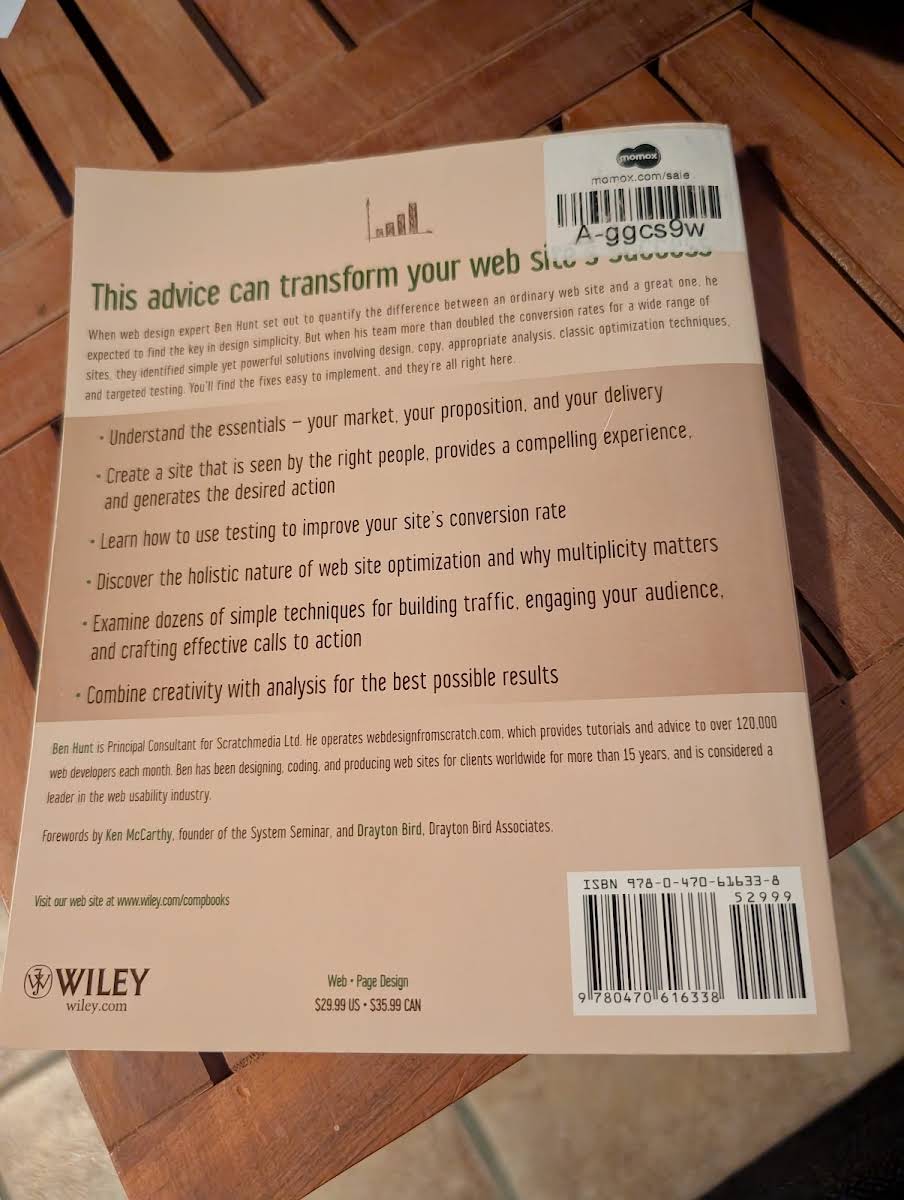 momox
momox.com/sale
A-ggcs9w
This advice can transform your web site's success
When web design expert Ben Hunt set out to quantify the difference between an ordinary web site and a great one, he
expected to find the key in design simplicity. But when his team more than doubled the conversion rates for a wide range of
sites, they identified simple yet powerful solutions involving design, copy, appropriate analysis, classic optimization techniques,
and targeted testing. You'll find the fixes easy to implement, and they're all right here.
• Understand the essentials – your market, your proposition, and your delivery
• Create a site that is seen by the right people, provides a compelling experience,
and generates the desired action
• Learn how to use testing to improve your site's conversion rate
• Discover the holistic nature of web site optimization and why multiplicity matters
• Examine dozens of simple techniques for building traffic, engaging your audience,
and crafting effective calls to action
• Combine creativity with analysis for the best possible results
Ben Hunt is Principal Consultant for Scratchmedia Ltd. He operates webdesignfromscratch.com, which provides tutorials and advice to over 120,000
web developers each month. Ben has been designing, coding, and producing web sites for clients worldwide for more than 15 years, and is considered a
leader in the web usability industry.
Forewords by Ken McCarthy, founder of the System Seminar, and Drayton Bird, Drayton Bird Associates.
Visit our web site at www.wiley.com/compbooks
WILEY
wiley.com
Web • Page Design
$29.99 US • $35.99 CAN
ISBN 978-0-470-61633-8
52999
9 780470 616338